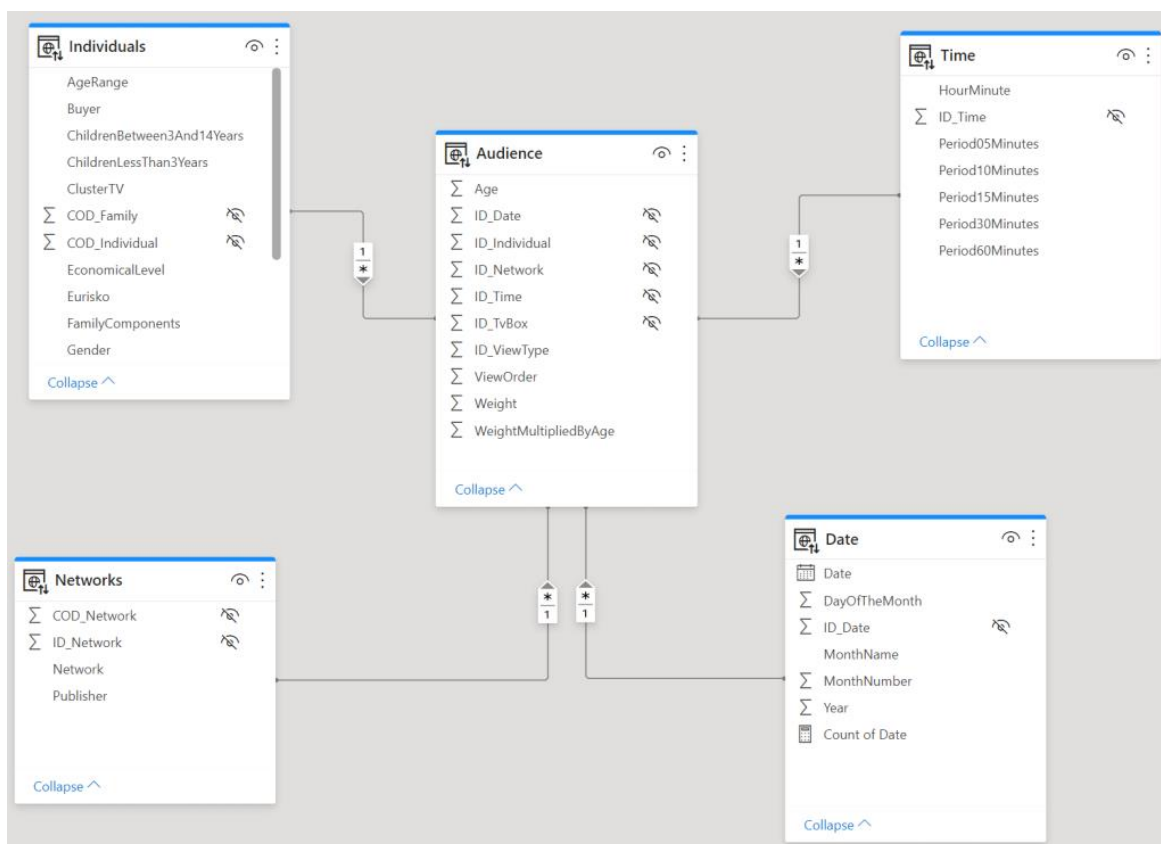 Individuals
AgeRange
Buyer
ChildrenBetween3And14Years
ChildrenLessThan3Years
ClusterTV
∑ COD_Family
∑ COD_Individual
EconomicalLevel
Eurisko
FamilyComponents
Gender
Collapse
1
*
Audience
∑ Age
∑ ID_Date
∑ ID_Individual
∑ ID_Network
∑ ID_Time
∑ ID_TvBox
∑ ID_ViewType
∑ ViewOrder
∑ Weight
∑ WeightMultipliedByAge
Collapse
1
*
Time
HourMinute
∑ ID_Time
Period05Minutes
Period10Minutes
Period15Minutes
Period30Minutes
Period60Minutes
Collapse
Networks
∑ COD_Network
∑ ID_Network
Network
Publisher
Collapse
*
1
*
1
Date
Date
∑ DayOfTheMonth
∑ ID_Date
MonthName
∑ MonthNumber
∑ Year
Count of Date
Collapse